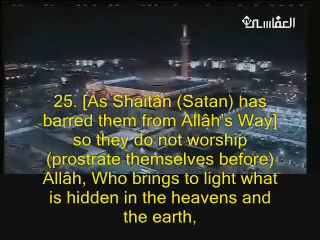 العفاسي
25. [As Shaitân (Satan) has
barred them from Allâh's Way]
so they do not worship
(prostrate themselves before)
Allâh, Who brings to light what
is hidden in the heavens and
the earth,